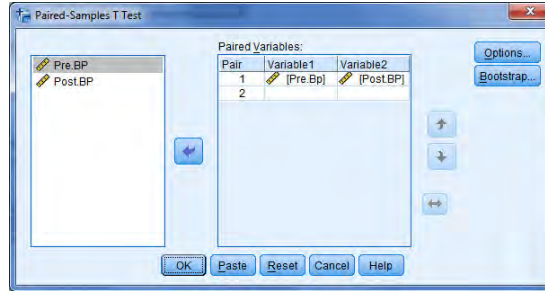 Paired-Samples T Test
Paired Variables:
Pre.BP
Post.BP
Pair Variable1 Variable2
1 [Pre.Bp] [Post.BP]
2
Options...
Bootstrap...
OK Paste Reset Cancel Help